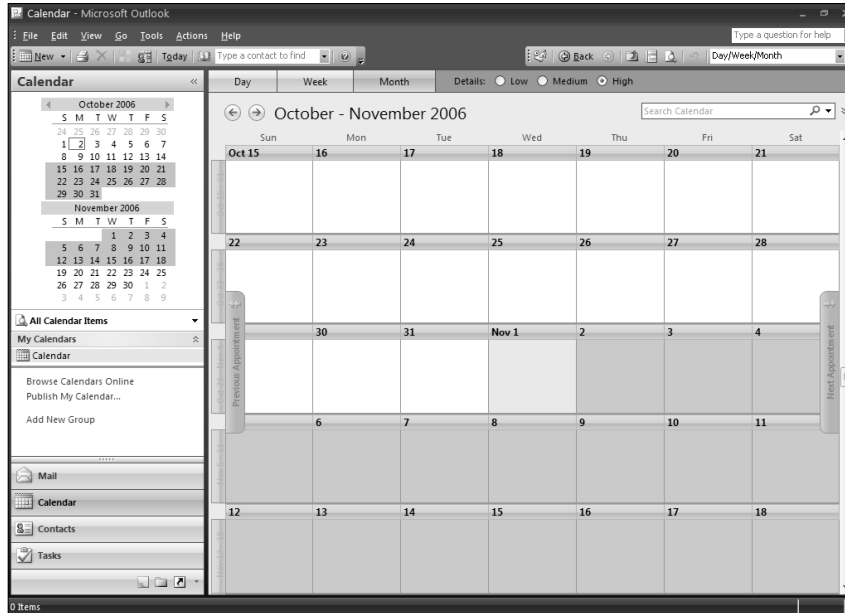 Calendar - Microsoft Outlook
File Edit View Go Tools Actions Help
Type a question for help
New Today Type a contact to find Back Day/Week/Month
Calendar «
Day Week Month Details: Low Medium High
October 2006
S M T W T F S
24 25 26 27 28 29 30
1 2 3 4 5 6 7
8 9 10 11 12 13 14
15 16 17 18 19 20 21
22 23 24 25 26 27 28
29 30 31
November 2006
S M T W T F S
1 2 3 4
5 6 7 8 9 10 11
12 13 14 15 16 17 18
19 20 21 22 23 24 25
26 27 28 29 30 1 2
3 4 5 6 7 8 9
All Calendar Items
My Calendars
Calendar
Browse Calendars Online
Publish My Calendar...
Add New Group
Mail
Calendar
Contacts
Tasks
October - November 2006
Search Calendar
Sun Mon Tue Wed Thu Fri Sat
Oct 15 16 17 18 19 20 21
22 23 24 25 26 27 28
30 31 Nov 1 2 3 4
6 7 8 9 10 11
12 13 14 15 16 17 18
Previous Appointment
Next Appointment
0 Items